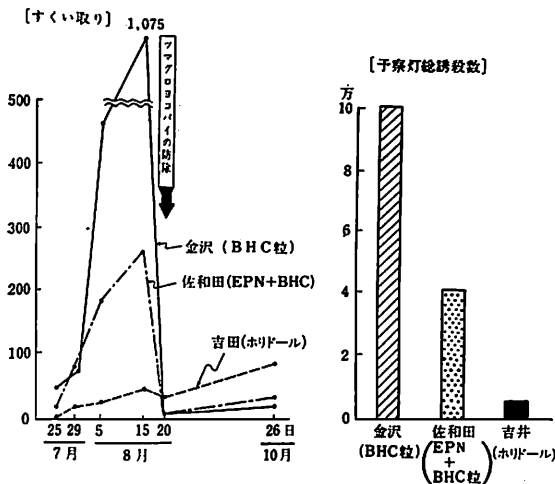 [すくい取り]
1,075
ツマグロヨコバイの防除
500
400
300
200
100
0
金沢(BHC粒)
佐和田(EPN+BHC)
吉田(ホリドール)
25 29 5 15 20 26日
7月 8月 10月
[予察灯総誘殺数]
万
10
8
6
4
2
0
金沢 佐和田 吉井
(BHC粒) (EPN+BHC粒) (ホリドール)